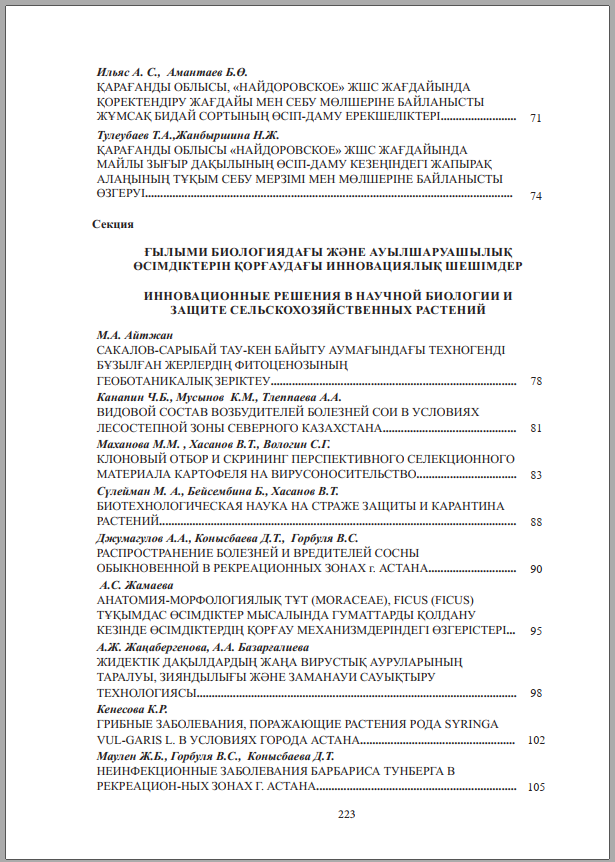 Ильяс А. С., Амантаев Б.Ө.
ҚАРАҒАНДЫ ОБЛЫСЫ, «НАЙДОРОВСКОЕ» ЖШС ЖАҒДАЙЫНДА
ҚОРЕКТЕНДІРУ ЖАҒДАЙЫ МЕН СЕБУ МӨЛШЕРІНЕ БАЙЛАНЫСТЫ
ЖҰМСАҚ БИДАЙ СОРТЫНЫҢ ӨСІП-ДАМУ ЕРЕКШЕЛІКТЕРІ......................... 71
Тулеубаев Т.А.,Жанбыршина Н.Ж.
ҚАРАҒАНДЫ ОБЛЫСЫ «НАЙДОРОВСКОЕ» ЖШС ЖАҒДАЙЫНДА
МАЙЛЫ ЗЫҒЫР ДАҚЫЛЫНЫҢ ӨСІП-ДАМУ КЕЗЕҢІНДЕГІ ЖАПЫРАҚ
АЛАҢЫНЫҢ ТҰҚЫМ СЕБУ МЕРЗІМІ МЕН МӨЛШЕРІНЕ БАЙЛАНЫСТЫ
ӨЗГЕРУІ......................................................................................................................... 74
Секция
ҒЫЛЫМИ БИОЛОГИЯДАҒЫ ЖӘНЕ АУЫЛШАРУАШЫЛЫҚ
ӨСІМДІКТЕРІН ҚОРҒАУДАҒЫ ИННОВАЦИЯЛЫҚ ШЕШІМДЕР
ИННОВАЦИОННЫЕ РЕШЕНИЯ В НАУЧНОЙ БИОЛОГИИ И
ЗАЩИТЕ СЕЛЬСКОХОЗЯЙСТВЕННЫХ РАСТЕНИЙ
М.А. Айтжан
САКАЛОВ-САРЫБАЙ ТАУ-КЕН БАЙЫТУ АУМАҒЫНДАҒЫ ТЕХНОГЕНДІ
БҰЗЫЛҒАН ЖЕРЛЕРДІҢ ФИТОЦЕНОЗЫНЫҢ
ГЕОБОТАНИКАЛЫҚ ЗЕРІКТЕУ................................................................................. 78
Кананин Ч.Б., Мусынов К.М., Тлеппаева А.А.
ВИДОВОЙ СОСТАВ ВОЗБУДИТЕЛЕЙ БОЛЕЗНЕЙ СОИ В УСЛОВИЯХ
ЛЕСОСТЕПНОЙ ЗОНЫ СЕВЕРНОГО КАЗАХСТАНА............................................ 81
Маханова М.М. , Хасанов В.Т., Вологин С.Г.
КЛОНОВЫЙ ОТБОР И СКРИНИНГ ПЕРСПЕКТИВНОГО СЕЛЕКЦИОННОГО
МАТЕРИАЛА КАРТОФЕЛЯ НА ВИРУСОНОСИТЕЛЬСТВО................................. 83
Сүлейман М. А., Бейсембина Б., Хасанов В.Т.
БИОТЕХНОЛОГИЧЕСКАЯ НАУКА НА СТРАЖЕ ЗАЩИТЫ И КАРАНТИНА
РАСТЕНИЙ..................................................................................................................... 88
Джумагулов А.А., Конысбаева Д.Т., Горбуля В.С.
РАСПРОСТРАНЕНИЕ БОЛЕЗНЕЙ И ВРЕДИТЕЛЕЙ СОСНЫ
ОБЫКНОВЕННОЙ В РЕКРЕАЦИОННЫХ ЗОНАХ г. АСТАНА............................. 90
А.С. Жамаева
АНАТОМИЯ-МОРФОЛОГИЯЛЫҚ ТҰТ (MORACEAE), FICUS (FICUS)
ТҰҚЫМДАС ӨСІМДІКТЕР МЫСАЛЫНДА ГУМАТТАРДЫ ҚОЛДАНУ
КЕЗІНДЕ ӨСІМДІКТЕРДІҢ ҚОРҒАУ МЕХАНИЗМДЕРІНДЕГІ ӨЗГЕРІСТЕРІ... 95
А.Ж. Жаңабергенова, А.А. Базаргалиева
ЖИДЕКТІК ДАҚЫЛДАРДЫҢ ЖАҢА ВИРУСТЫҚ АУРУЛАРЫНЫҢ
ТАРАЛУЫ, ЗИЯНДЫЛЫҒЫ ЖӘНЕ ЗАМАНАУИ САУЫҚТЫРУ
ТЕХНОЛОГИЯСЫ......................................................................................................... 98
Кенесова К.Р.
ГРИБНЫЕ ЗАБОЛЕВАНИЯ, ПОРАЖАЮЩИЕ РАСТЕНИЯ РОДА SYRINGA
VUL-GARIS L. В УСЛОВИЯХ ГОРОДА АСТАНА................................................... 102
Маулен Ж.Б., Горбуля В.С., Конысбаева Д.Т.
НЕИНФЕКЦИОННЫЕ ЗАБОЛЕВАНИЯ БАРБАРИСА ТУНБЕРГА В
РЕКРЕАЦИОН-НЫХ ЗОНАХ Г. АСТАНА.................................................................. 105
223